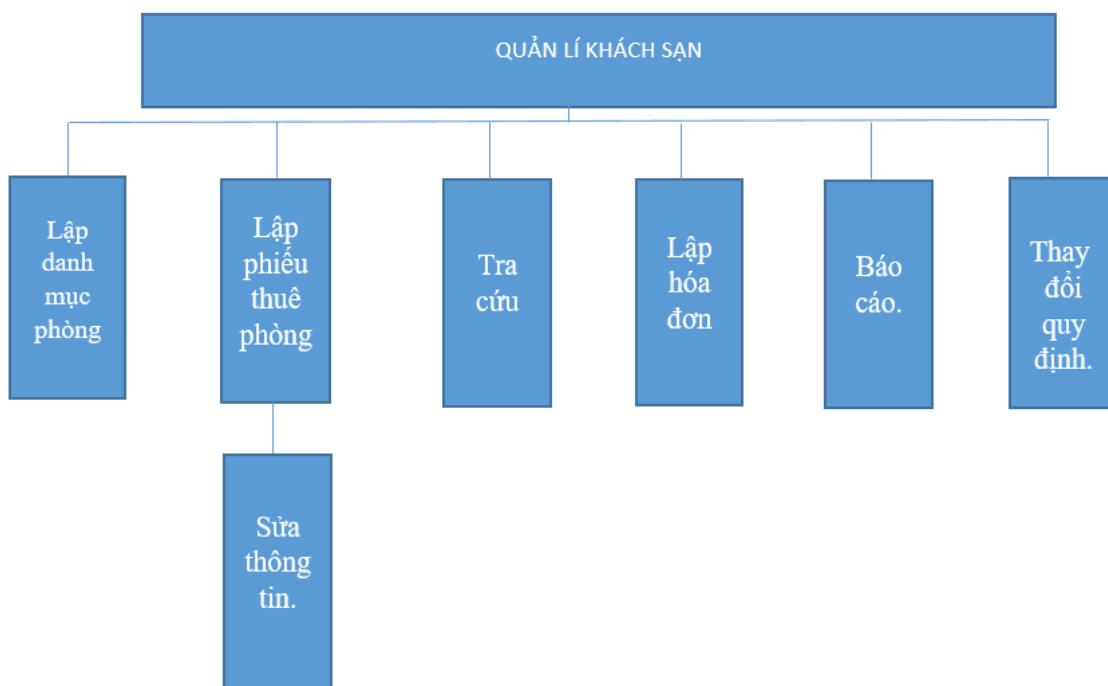 QUẢN LÍ KHÁCH SẠN
Lập
danh
mục
phòng
Lập
phiếu
thuê
phòng
Tra
cứu
Lập
hóa
đơn
Báo
cáo.
Thay
đổi
quy
định.
Sửa
thông
tin.